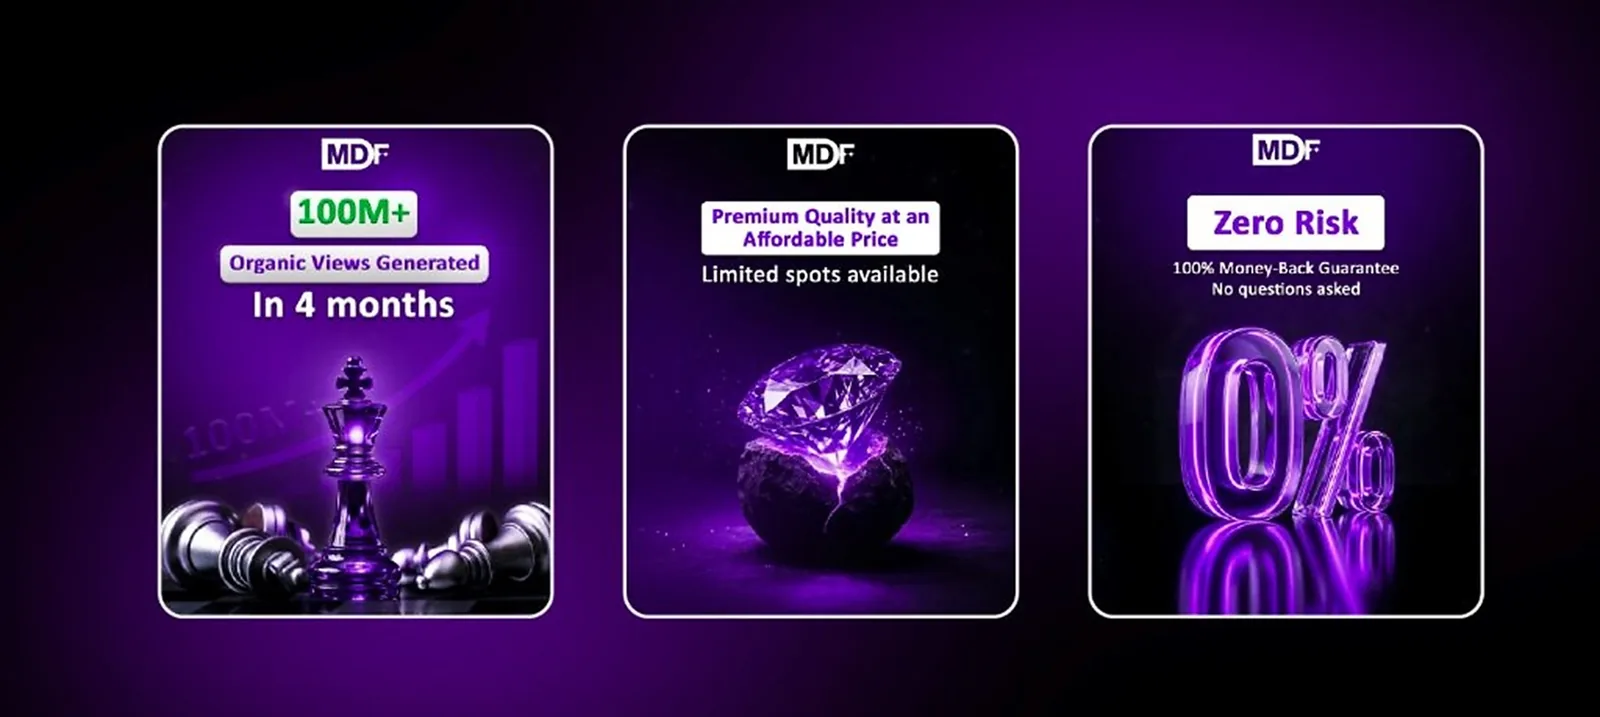 MDF
100M+
Organic Views Generated
In 4 months
100M
MDF
Premium Quality at an
Affordable Price
Limited spots available
MDF
Zero Risk
100% Money-Back Guarantee
No questions asked
0%